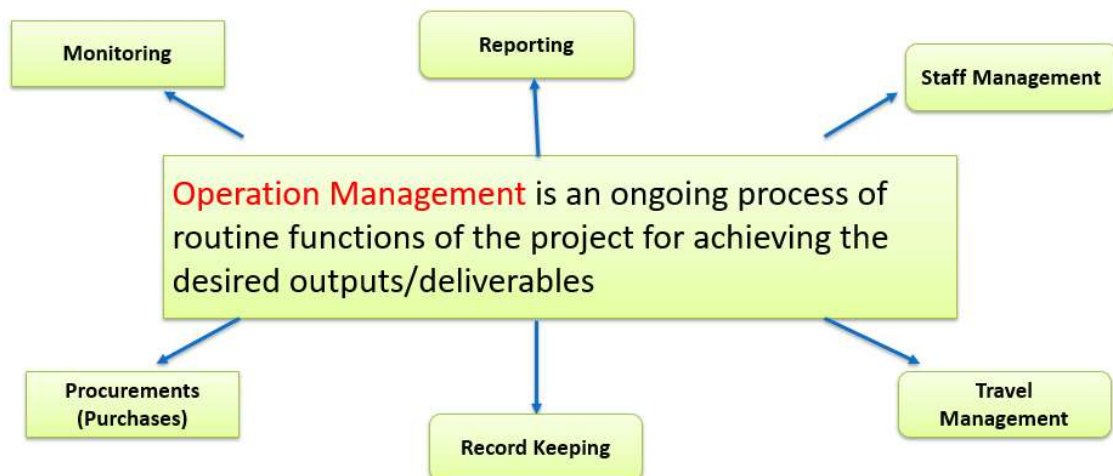 Monitoring
Reporting
Staff Management
Operation Management is an ongoing process of
routine functions of the project for achieving the
desired outputs/deliverables
Procurements
(Purchases)
Record Keeping
Travel
Management